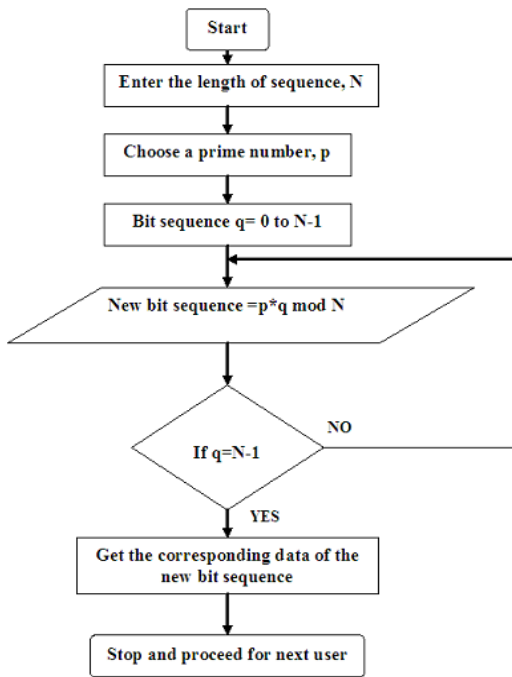 Start
Enter the length of sequence, N
Choose a prime number, p
Bit sequence q= 0 to N-1
New bit sequence =p*q mod N
If q=N-1
NO
YES
Get the corresponding data of the
new bit sequence
Stop and proceed for next user